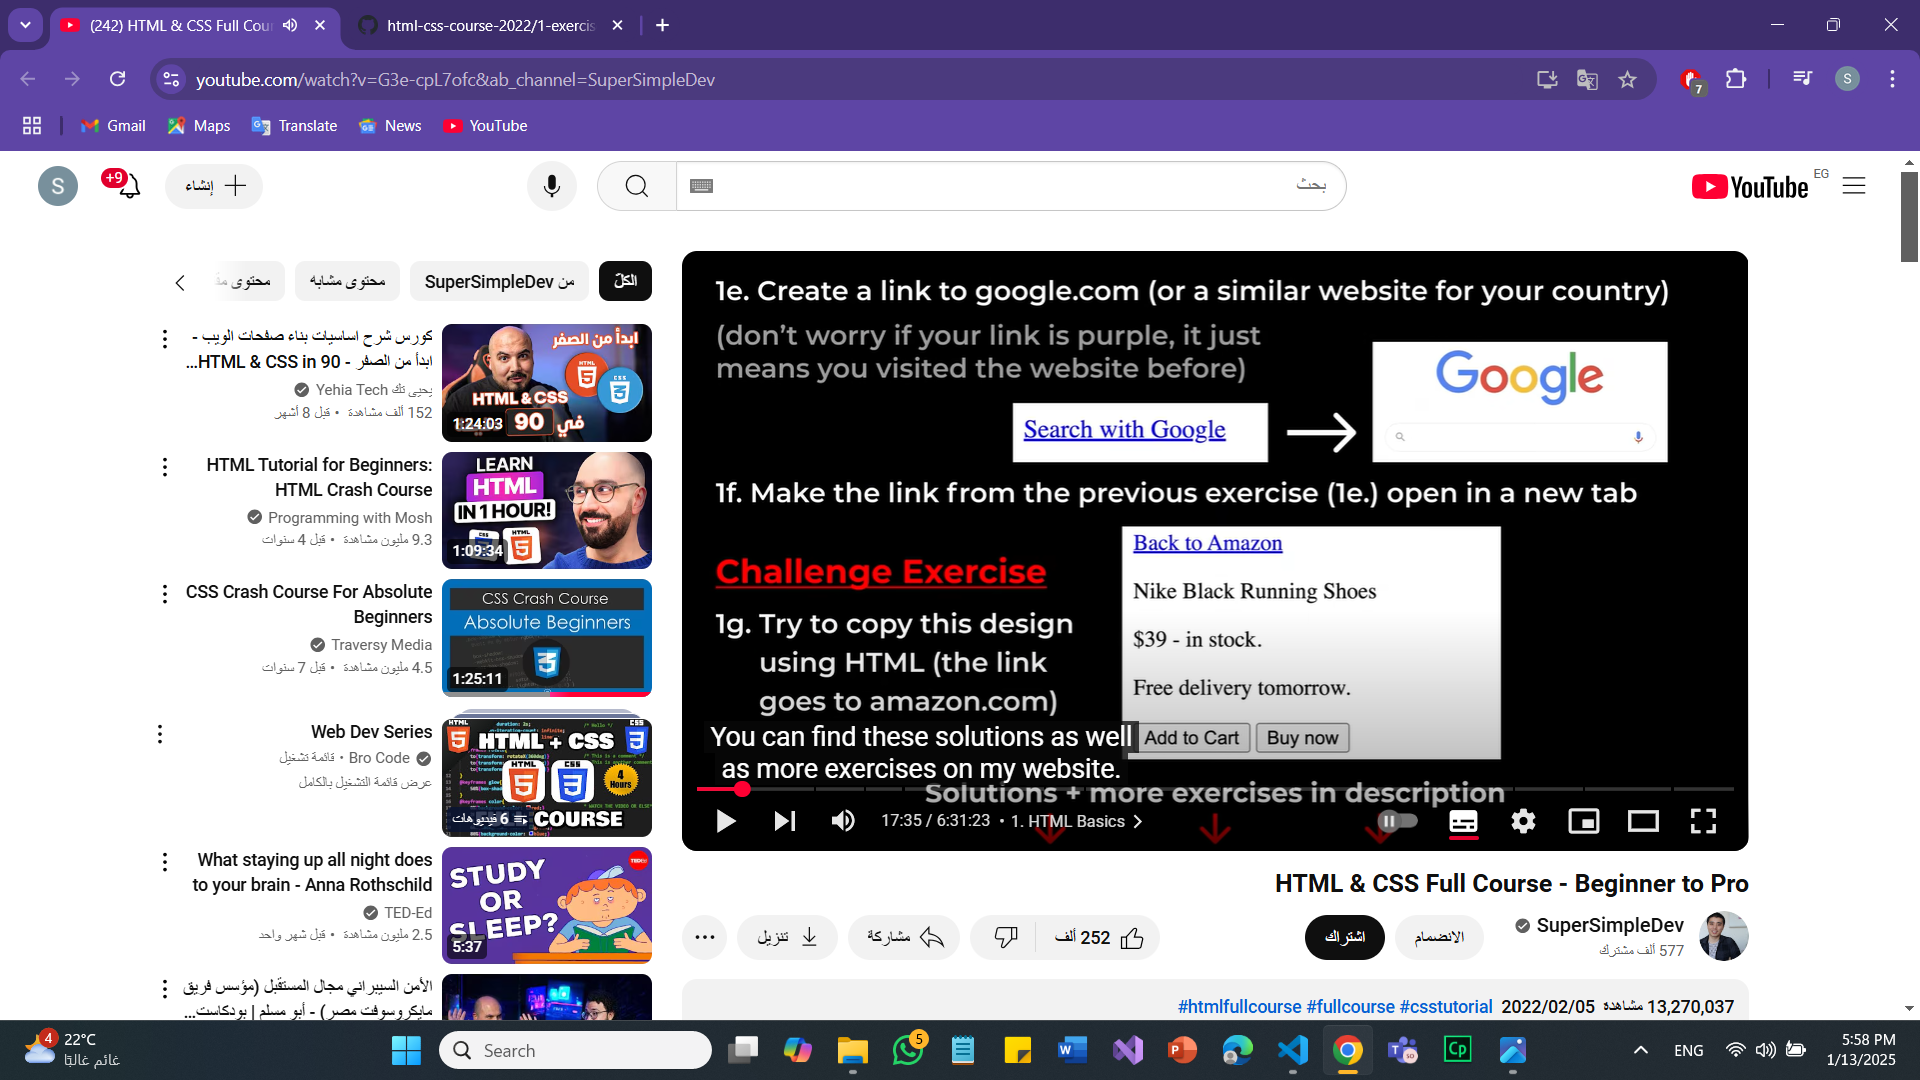 (242) HTML & CSS Full Cour
html-css-course-2022/1-exercis
youtube.com/watch?v=G3e-cpL7ofc&ab_channel=SuperSimpleDev
7
S
Gmail
Maps
Translate
News
YouTube
S
+9
إنشاء
بحث
YouTube
EG
الكلّ
من SuperSimpleDev
محتوى مشابه
محتوى
كورس شرح اساسيات بناء صفحات الويب -
ابدأ من الصفر - HTML & CSS in 90...
يحيى تك Yehia Tech
152 ألف مشاهدة • قبل 8 أشهر
ابدأ من الصفر
HTML
CSS
HTML & CSS
في 90
1:24:03
HTML Tutorial for Beginners:
HTML Crash Course
Programming with Mosh
9.3 مليون مشاهدة • قبل 4 سنوات
LEARN
HTML
IN 1 HOUR!
CSS
HTML
1:09:34
CSS Crash Course For Absolute
Beginners
Traversy Media
4.5 مليون مشاهدة • قبل 7 سنوات
CSS Crash Course
Absolute Beginners
1:25:11
Web Dev Series
Bro Code • قائمة تشغيل
عرض قائمة التشغيل بالكامل
HTML
CSS
HTML + CSS
HTML
CSS
4
Hours
COURSE
6 فيديوهات
What staying up all night does
to your brain - Anna Rothschild
TED-Ed
2.5 مليون مشاهدة • قبل شهر واحد
STUDY
OR
SLEEP?
TEDEd
5:37
الأمن السيبراني مجال المستقبل (مؤسس فريق
مايكروسوفت مصر) - أبو مسلم | بودكاست...
1e. Create a link to google.com (or a similar website for your country)
(don’t worry if your link is purple, it just
means you visited the website before)
Search with Google
Google
1f. Make the link from the previous exercise (1e.) open in a new tab
Challenge Exercise
1g. Try to copy this design
using HTML (the link
goes to amazon.com)
Back to Amazon
Nike Black Running Shoes
$39 - in stock.
Free delivery tomorrow.
Add to Cart
Buy now
You can find these solutions as well
as more exercises on my website.
Solutions + more exercises in description
17:35 / 6:31:23 • 1. HTML Basics
HTML & CSS Full Course - Beginner to Pro
SuperSimpleDev
577 ألف مشترك
الانضمام
اشتراك
252 ألف
مشاركة
تنزيل
13,270,037 مشاهدة 2022/02/05 #htmlfullcourse #fullcourse #csstutorial
4
22°C
غائم غالبًا
Search
5
ENG
5:58 PM
1/13/2025